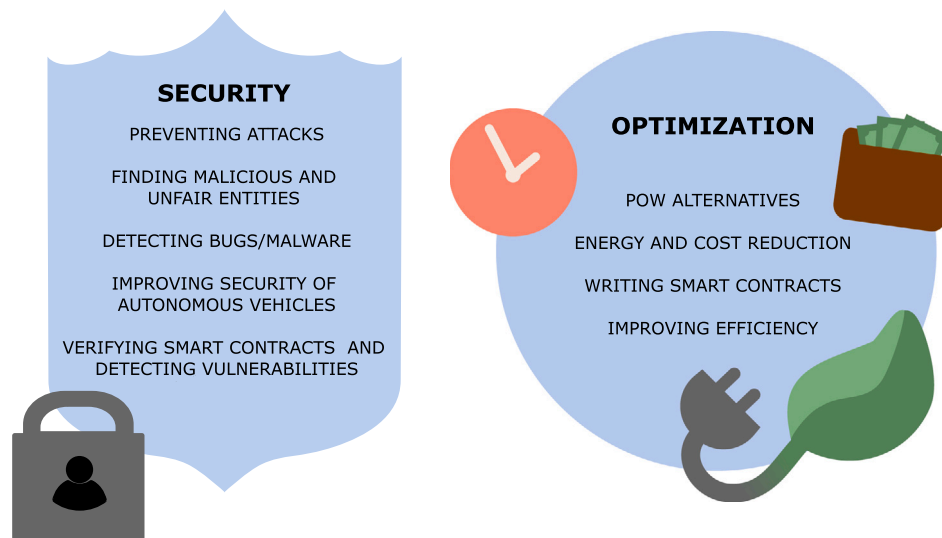 SECURITY
PREVENTING ATTACKS
FINDING MALICIOUS AND
UNFAIR ENTITIES
DETECTING BUGS/MALWARE
IMPROVING SECURITY OF
AUTONOMOUS VEHICLES
VERIFYING SMART CONTRACTS AND
DETECTING VULNERABILITIES
OPTIMIZATION
POW ALTERNATIVES
ENERGY AND COST REDUCTION
WRITING SMART CONTRACTS
IMPROVING EFFICIENCY